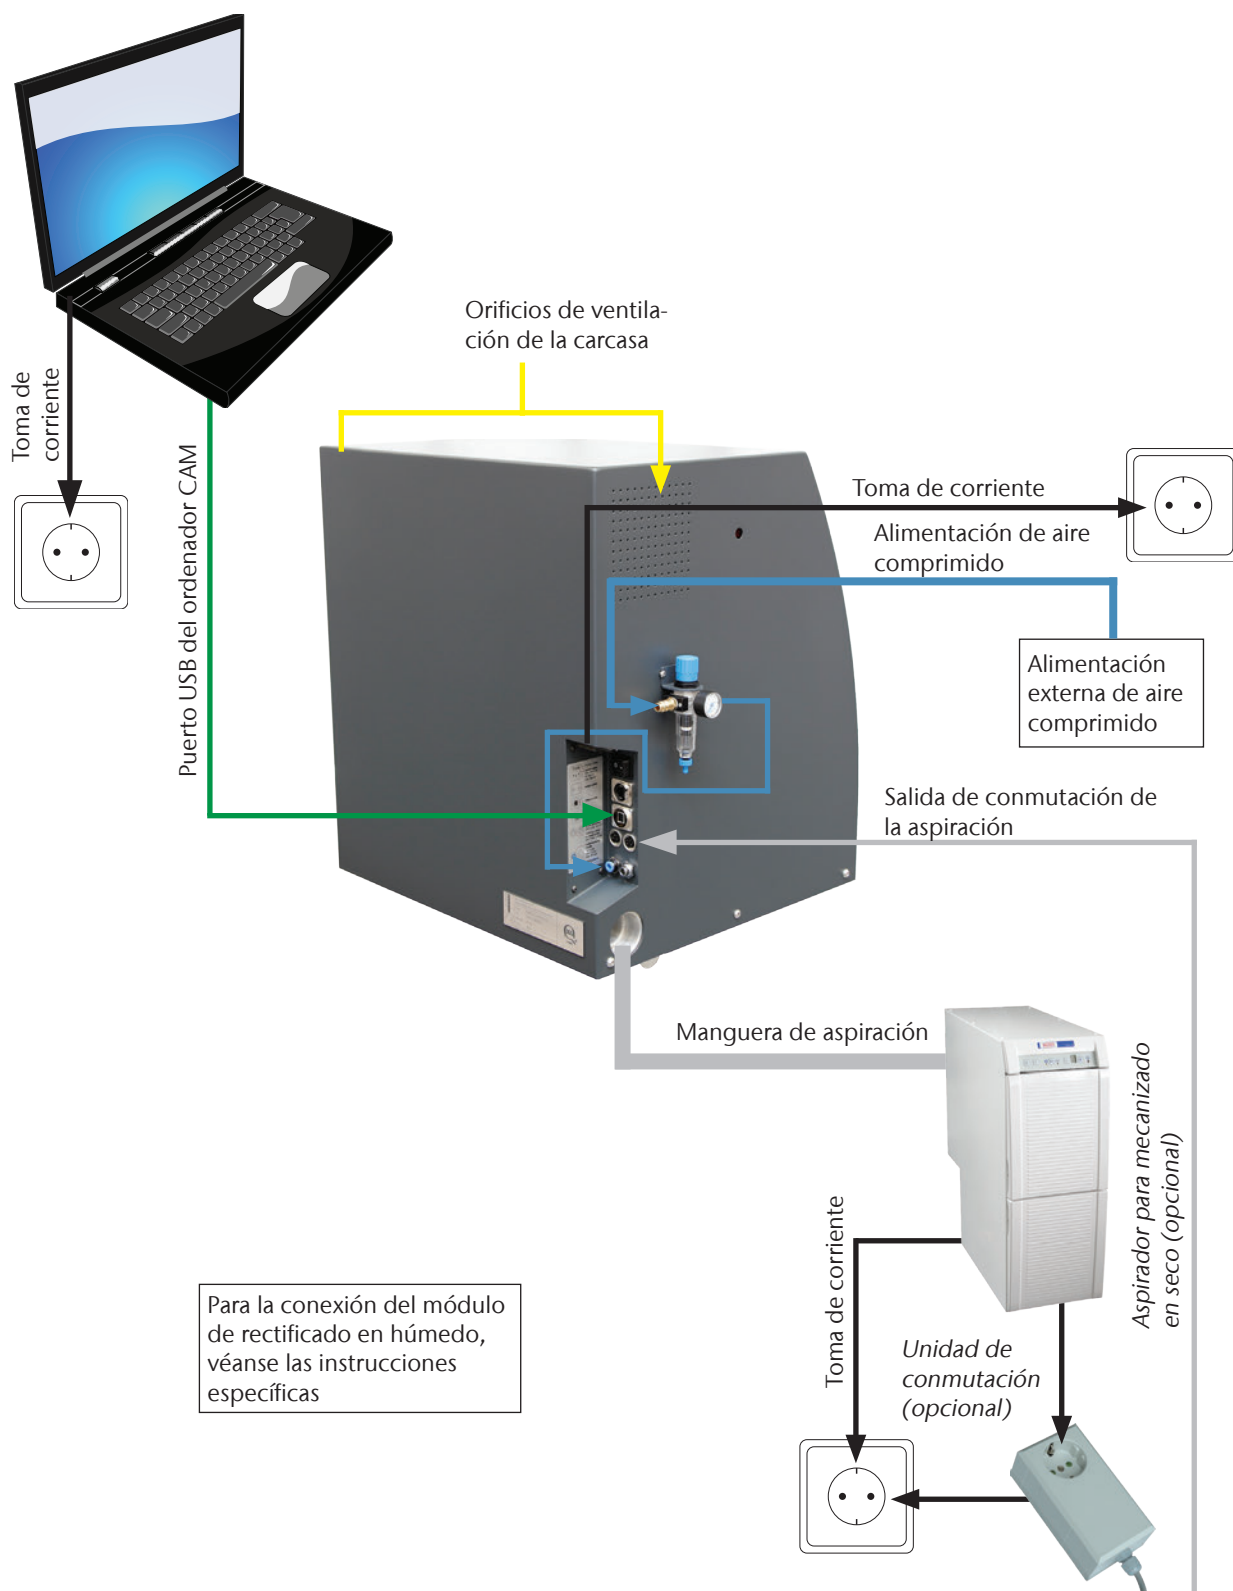 Orificios de ventila-
ción de la carcasa
Toma de
corriente
Puerto USB del ordenador CAM
Toma de corriente
Alimentación de aire
comprimido
Alimentación
externa de aire
comprimido
Salida de conmutación de
la aspiración
Manguera de aspiración
Aspirador para mecanizado
en seco (opcional)
Toma de corriente
Unidad de
conmutación
(opcional)
Para la conexión del módulo
de rectificado en húmedo,
véanse las instrucciones
específicas